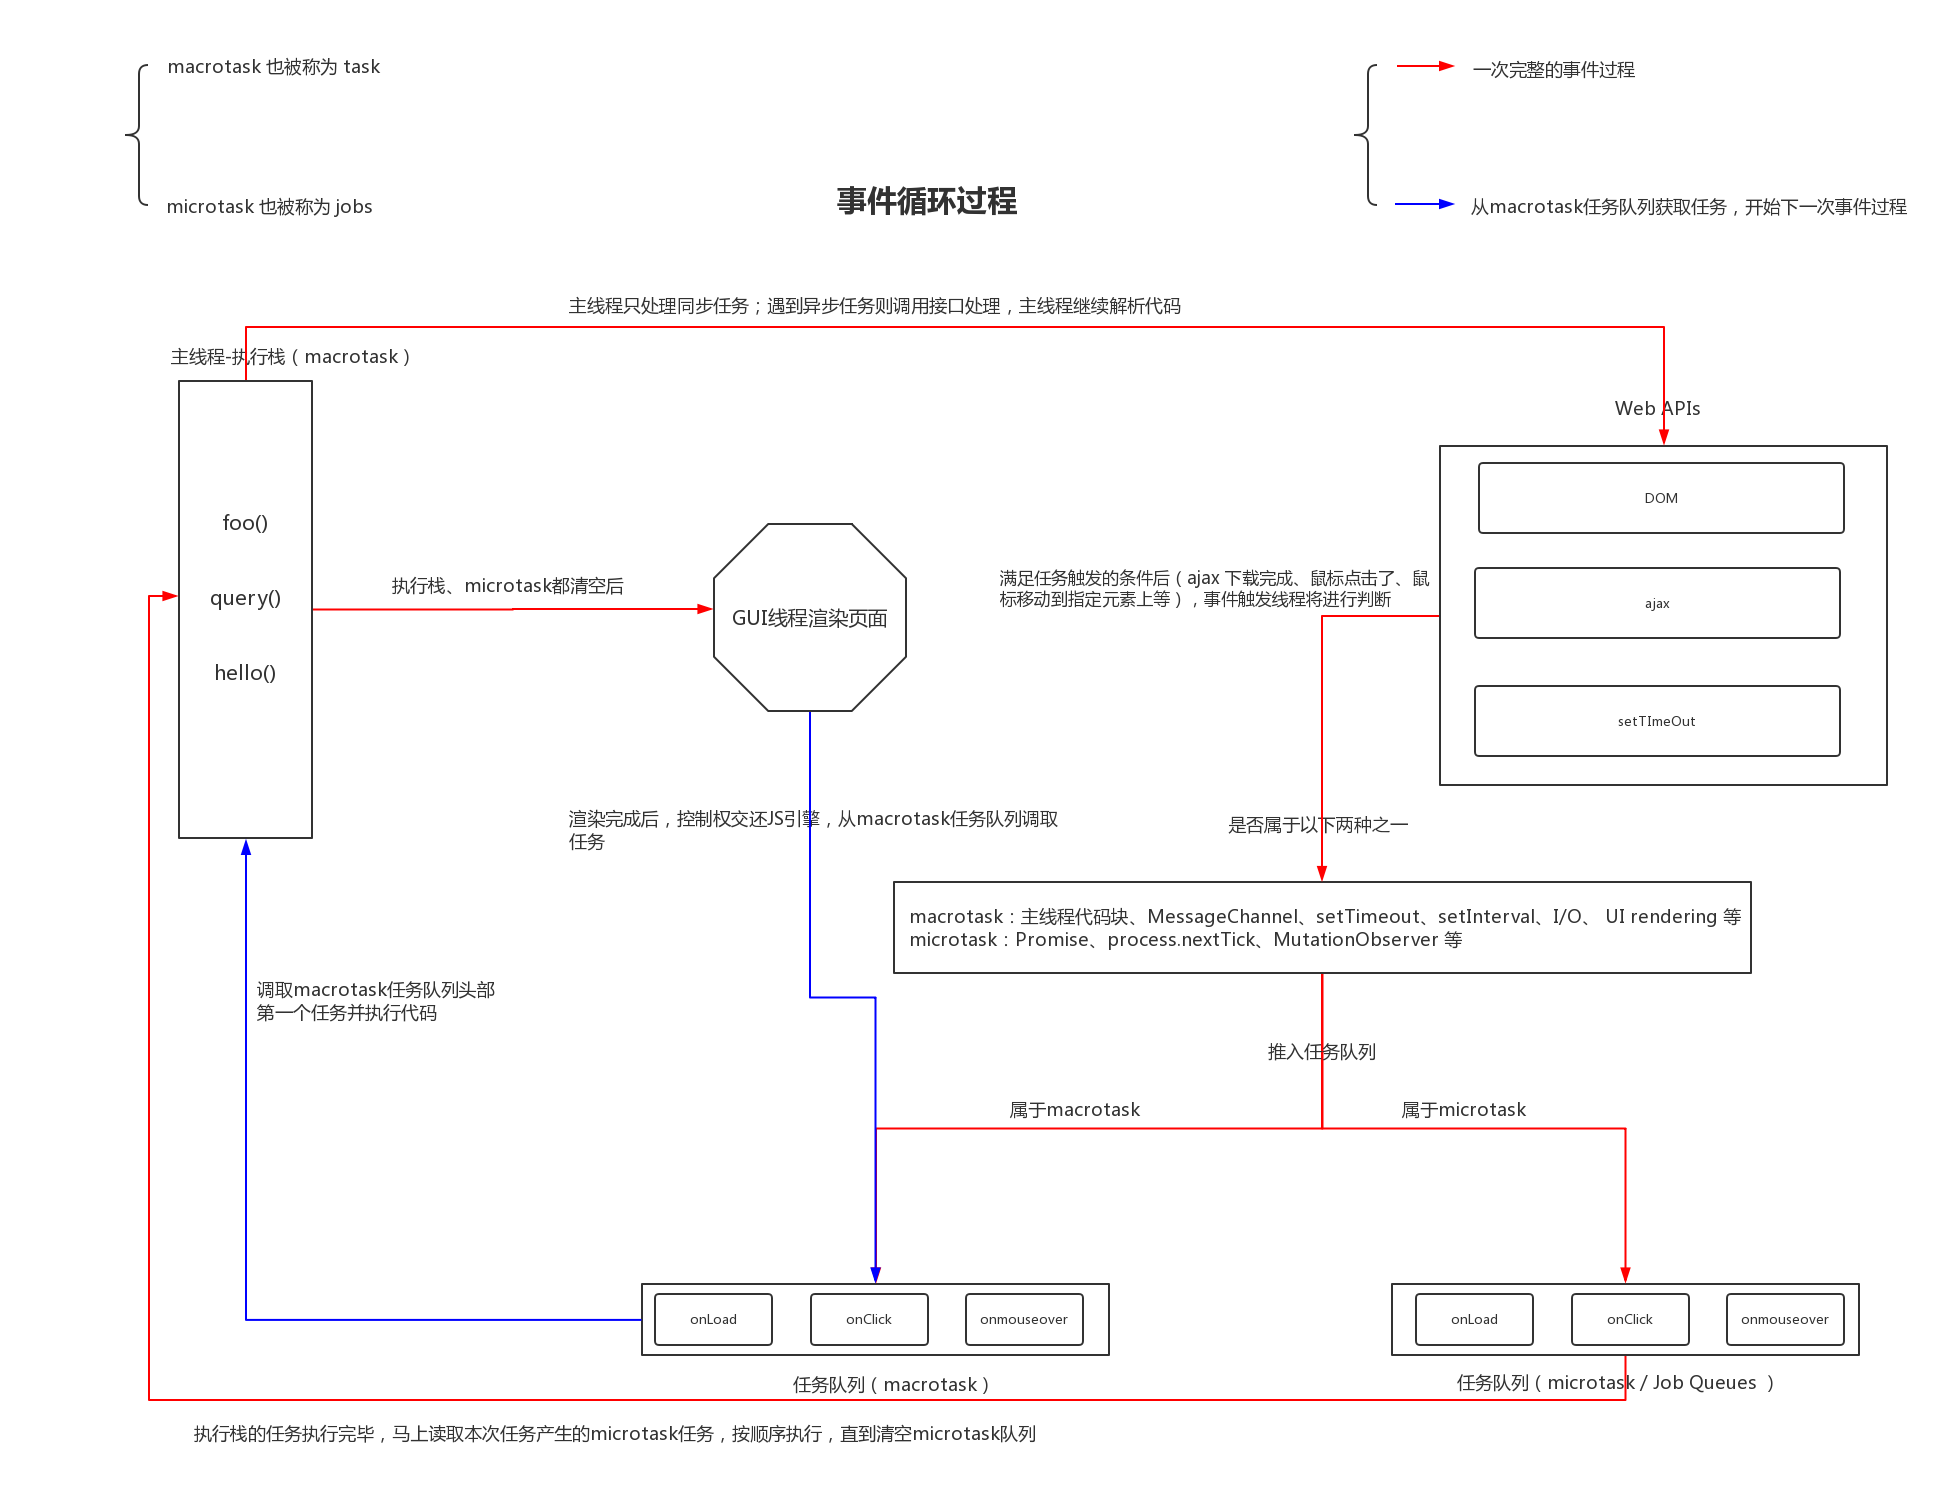 macrotask 也被称为 task
一次完整的事件过程
microtask 也被称为 jobs
事件循环过程
从macrotask任务队列获取任务，开始下一次事件过程
主线程只处理同步任务；遇到异步任务则调用接口处理，主线程继续解析代码
主线程-执行栈（macrotask）
Web APIs
DOM
foo()
执行栈、microtask都清空后
满足任务触发的条件后（ajax 下载完成、鼠标点击了、鼠
标移动到指定元素上等），事件触发线程将进行判断
ajax
query()
GUI线程渲染页面
hello()
setTImeOut
渲染完成后，控制权交还JS引擎，从macrotask任务队列调取
任务
是否属于以下两种之一
macrotask：主线程代码块、MessageChannel、setTimeout、setInterval、I/O、 UI rendering 等
microtask：Promise、process.nextTick、MutationObserver 等
调取macrotask任务队列头部
第一个任务并执行代码
推入任务队列
属于macrotask
属于microtask
onLoad
onClick
onmouseover
onLoad
onClick
onmouseover
任务队列（macrotask）
任务队列（microtask / Job Queues ）
执行栈的任务执行完毕，马上读取本次任务产生的microtask任务，按顺序执行，直到清空microtask队列